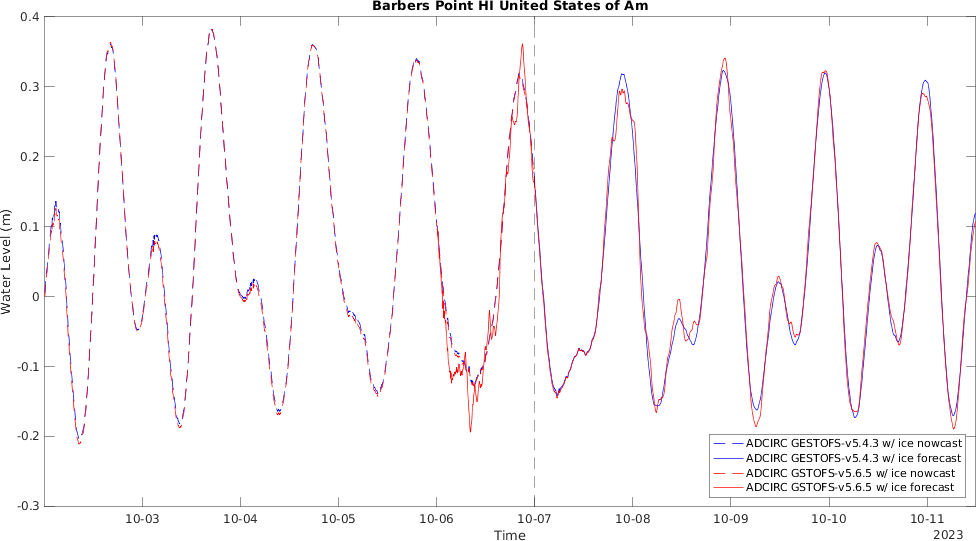 Barbers Point HI United States of Am
0.4
0.3
0.2
0.1
0
-0.1
-0.2
-0.3
Water Level (m)
ADCIRC GESTOFS-v5.4.3 w/ ice nowcast
ADCIRC GESTOFS-v5.4.3 w/ ice forecast
ADCIRC GSTOFS-v5.6.5 w/ ice nowcast
ADCIRC GSTOFS-v5.6.5 w/ ice forecast
10-03 10-04 10-05 10-06 10-07 10-08 10-09 10-10 10-11
Time
2023